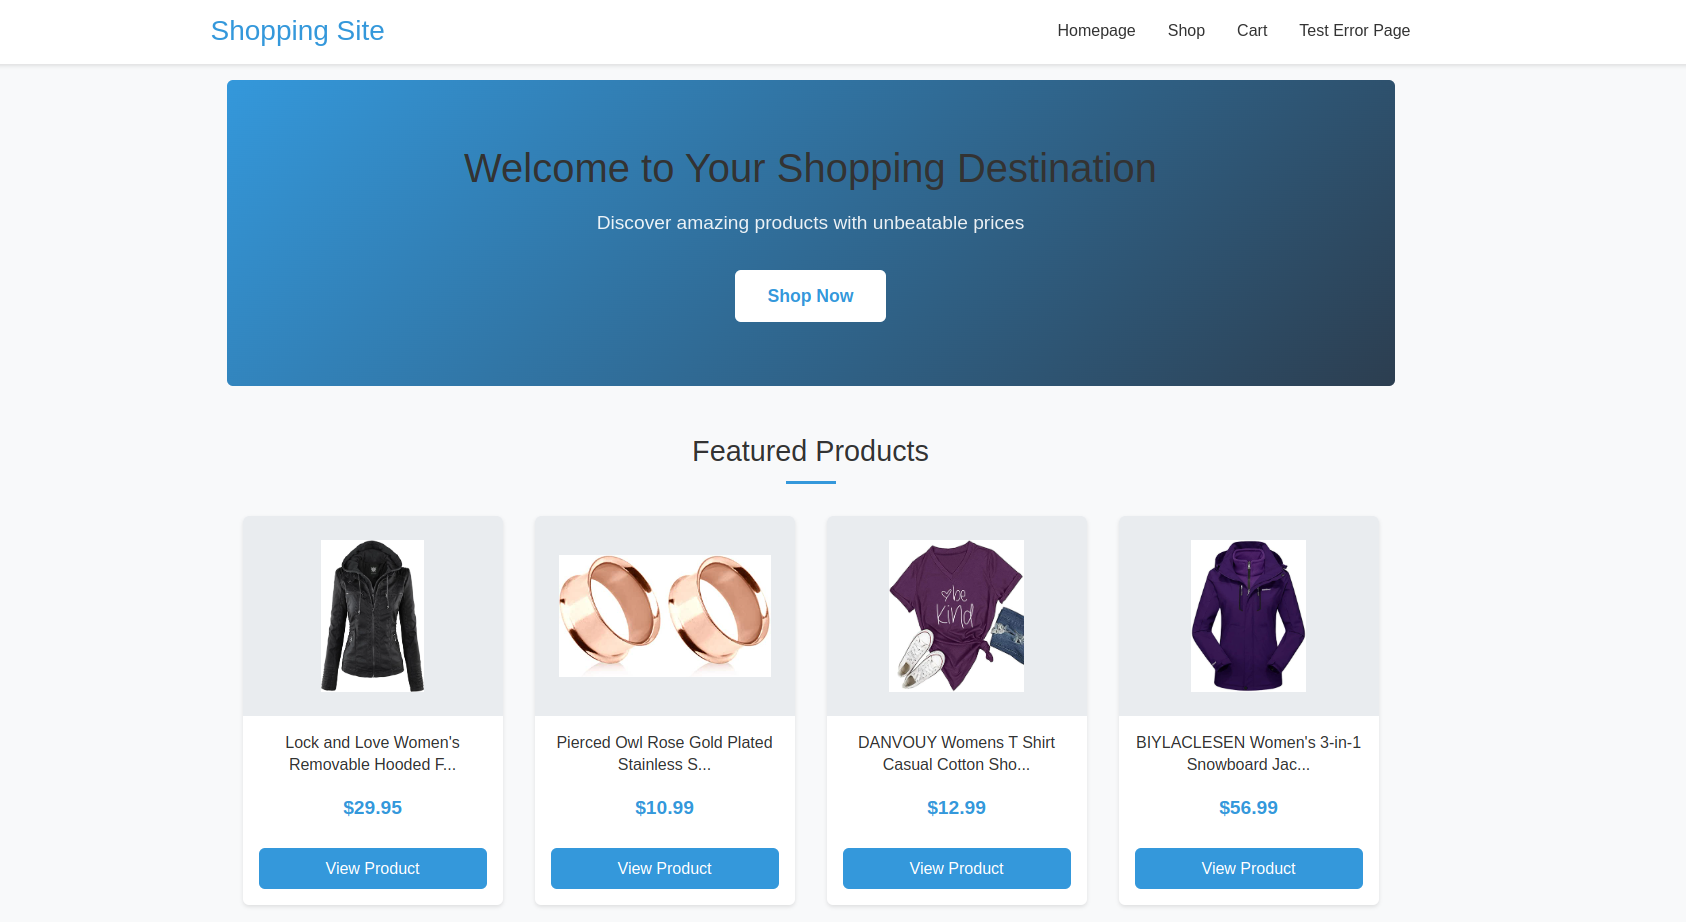 Shopping Site
Homepage
Shop
Cart
Test Error Page
Welcome to Your Shopping Destination
Discover amazing products with unbeatable prices
Shop Now
Featured Products
be
kind
Lock and Love Women's
Removable Hooded F...
$29.95
View Product
Pierced Owl Rose Gold Plated
Stainless S...
$10.99
View Product
DANVOUY Womens T Shirt
Casual Cotton Sho...
$12.99
View Product
BIYLACLESEN Women's 3-in-1
Snowboard Jac...
$56.99
View Product